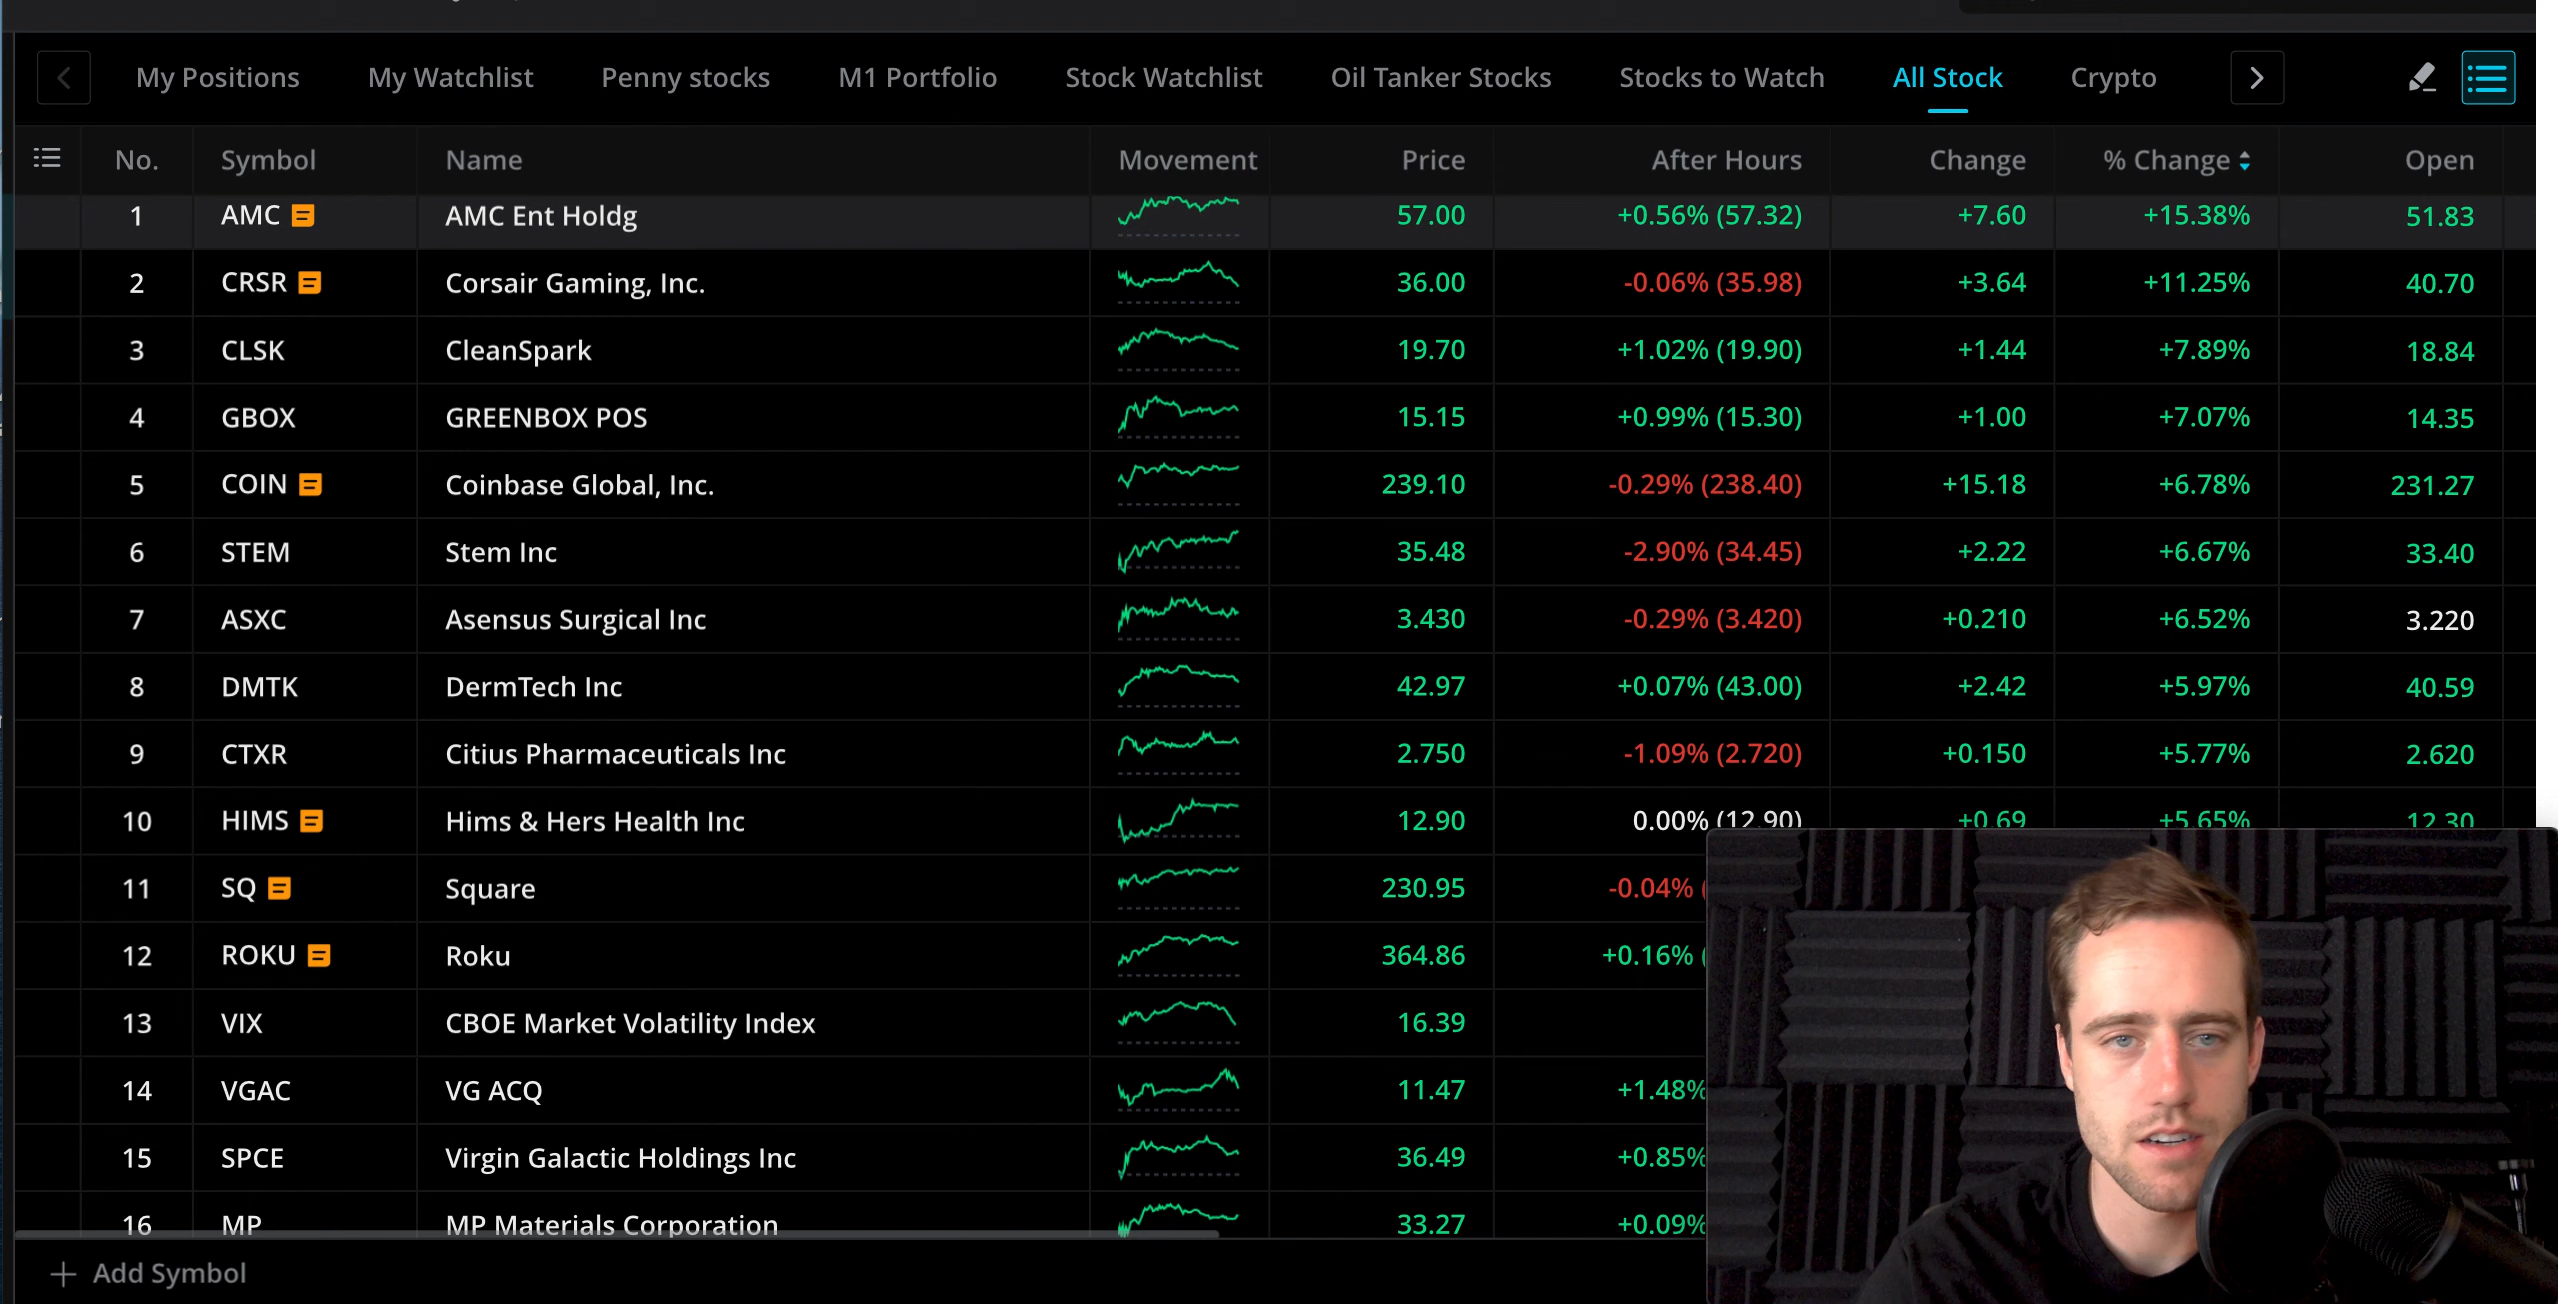 My Positions My Watchlist Penny stocks M1 Portfolio Stock Watchlist Oil Tanker Stocks Stocks to Watch All Stock Crypto
No. Symbol Name Movement Price After Hours Change % Change Open
1 AMC AMC Ent Holdg 57.00 +0.56% (57.32) +7.60 +15.38% 51.83
2 CRSR Corsair Gaming, Inc. 36.00 -0.06% (35.98) +3.64 +11.25% 40.70
3 CLSK CleanSpark 19.70 +1.02% (19.90) +1.44 +7.89% 18.84
4 GBOX GREENBOX POS 15.15 +0.99% (15.30) +1.00 +7.07% 14.35
5 COIN Coinbase Global, Inc. 239.10 -0.29% (238.40) +15.18 +6.78% 231.27
6 STEM Stem Inc 35.48 -2.90% (34.45) +2.22 +6.67% 33.40
7 ASXC Asensus Surgical Inc 3.430 -0.29% (3.420) +0.210 +6.52% 3.220
8 DMTK DermTech Inc 42.97 +0.07% (43.00) +2.42 +5.97% 40.59
9 CTXR Citius Pharmaceuticals Inc 2.750 -1.09% (2.720) +0.150 +5.77% 2.620
10 HIMS Hims & Hers Health Inc 12.90 0.00% (12.90) +0.69 +5.65% 12.30
11 SQ Square 230.95 -0.04% (
12 ROKU Roku 364.86 +0.16% (
13 VIX CBOE Market Volatility Index 16.39
14 VGAC VG ACQ 11.47 +1.48%
15 SPCE Virgin Galactic Holdings Inc 36.49 +0.85%
16 MP MP Materials Corporation 33.27 +0.09%
+ Add Symbol